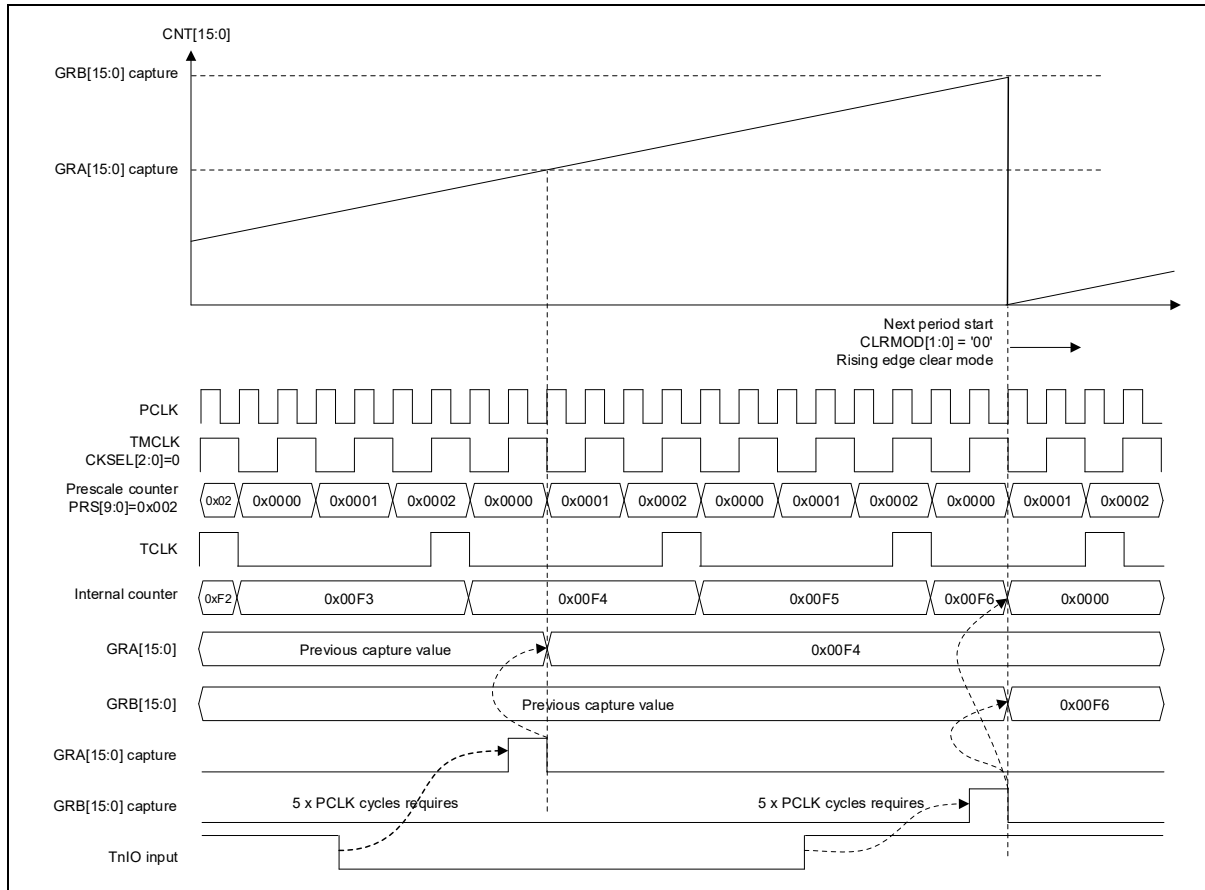 CNT[15:0]
GRB[15:0] capture
GRA[15:0] capture
Next period start
CLRMOD[1:0] = '00'
Rising edge clear mode
PCLK
TMCLK
CKSEL[2:0]=0
Prescale counter
PRS[9:0]=0x002
0x02 0x0000 0x0001 0x0002 0x0000 0x0001 0x0002 0x0000 0x0001 0x0002 0x0000 0x0001 0x0002
TCLK
Internal counter 0xF2 0x00F3 0x00F4 0x00F5 0x00F6 0x0000
GRA[15:0] Previous capture value 0x00F4
GRB[15:0] Previous capture value 0x00F6
GRA[15:0] capture
GRB[15:0] capture 5 x PCLK cycles requires 5 x PCLK cycles requires
TnIO input